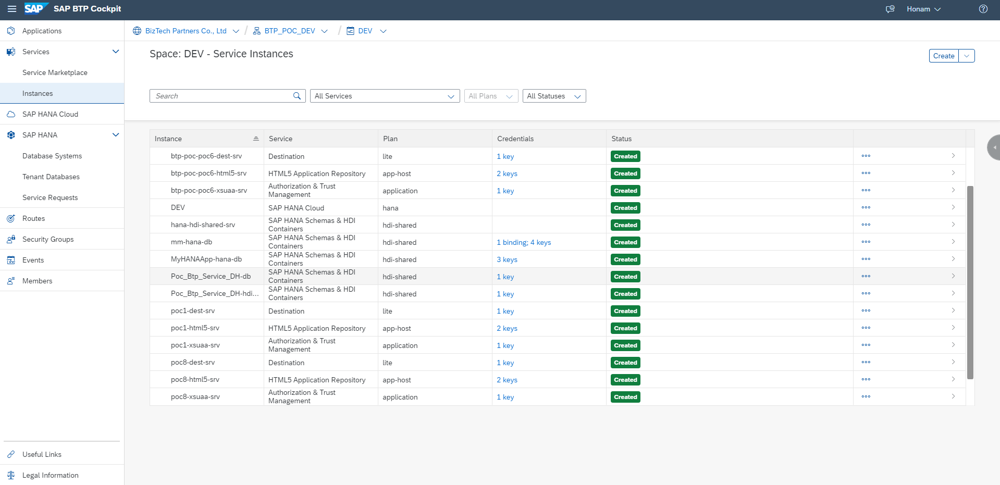 SAP SAP BTP Cockpit Honam
Applications
Services
Service Marketplace
Instances
SAP HANA Cloud
SAP HANA
Database Systems
Tenant Databases
Service Requests
Routes
Security Groups
Events
Members
Useful Links
Legal Information
BizTech Partners Co., Ltd / BTP_POC_DEV / DEV
Space: DEV - Service Instances
Create
Search All Services All Plans All Statuses
Instance Service Plan Credentials Status
btp-poc-poc6-dest-srv Destination lite 1 key Created
btp-poc-poc6-html5-srv HTML5 Application Repository app-host 2 keys Created
btp-poc-poc6-xsuaa-srv Authorization & Trust
Management application 1 key Created
DEV SAP HANA Cloud hana Created
hana-hdi-shared-srv SAP HANA Schemas & HDI
Containers hdi-shared Created
mm-hana-db SAP HANA Schemas & HDI
Containers hdi-shared 1 binding; 4 keys Created
MyHANAApp-hana-db SAP HANA Schemas & HDI
Containers hdi-shared 3 keys Created
Poc_Btp_Service_DH-db SAP HANA Schemas & HDI
Containers hdi-shared 1 key Created
Poc_Btp_Service_DH-hdi... SAP HANA Schemas & HDI
Containers hdi-shared 1 key Created
poc1-dest-srv Destination lite 1 key Created
poc1-html5-srv HTML5 Application Repository app-host 2 keys Created
poc1-xsuaa-srv Authorization & Trust
Management application 1 key Created
poc8-dest-srv Destination lite 1 key Created
poc8-html5-srv HTML5 Application Repository app-host 2 keys Created
poc8-xsuaa-srv Authorization & Trust
Management application 1 key Created